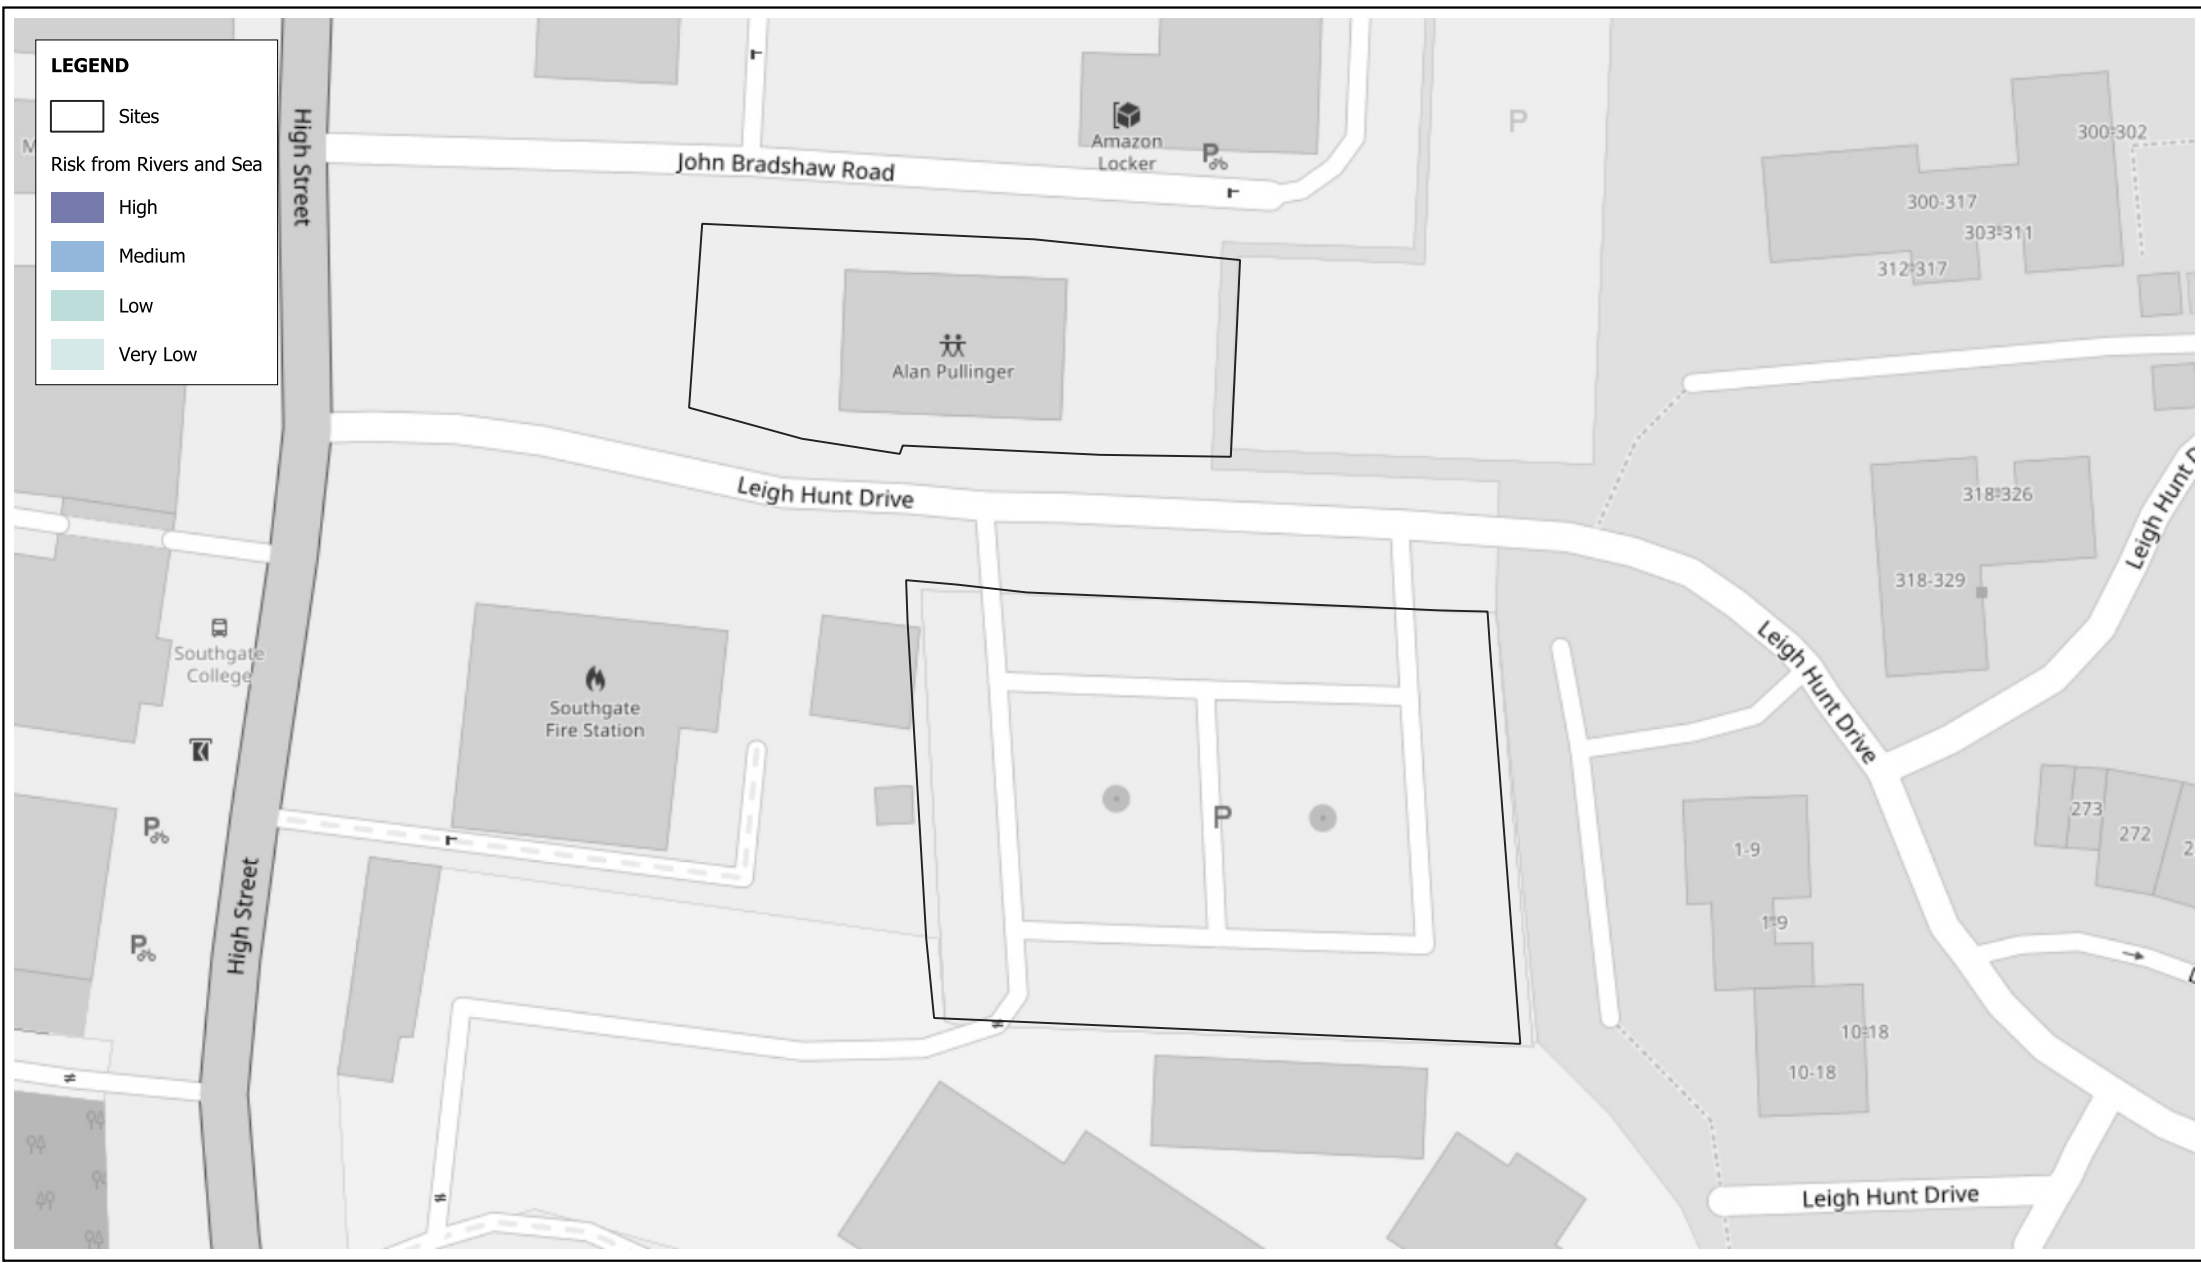 LEGEND
Sites
Risk from Rivers and Sea
High
Medium
Low
Very Low
High Street
John Bradshaw Road
Amazon
Locker
P
P
300-302
300-317
303-311
312-317
Alan Pullinger
Leigh Hunt Drive
318-326
318-329
Leigh Hunt D
Southgate
College
Southgate
Fire Station
Leigh Hunt Drive
P
P
P
High Street
273
272
2
1-9
1-9
10-18
10-18
Leigh Hunt Drive